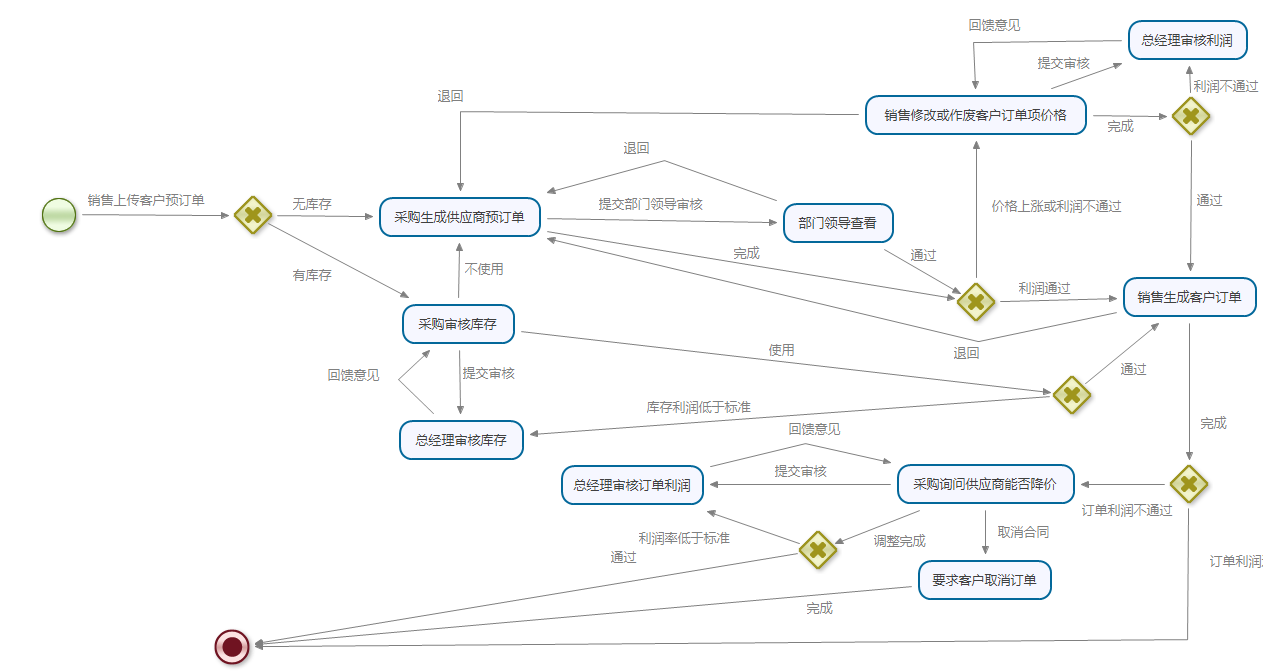 回馈意见
总经理审核利润
提交审核
利润不通过
退回
销售修改或作废客户订单项价格
完成
退回
销售上传客户预订单
无库存
采购生成供应商预订单
提交部门领导审核
部门领导查看
价格上涨或利润不通过
通过
完成
通过
有库存
不使用
利润通过
销售生成客户订单
采购审核库存
使用
退回
回馈意见
提交审核
通过
库存利润低于标准
总经理审核库存
回馈意见
完成
提交审核
总经理审核订单利润
采购询问供应商能否降价
订单利润不通过
利润率低于标准
调整完成
取消合同
通过
订单利润
要求客户取消订单
完成